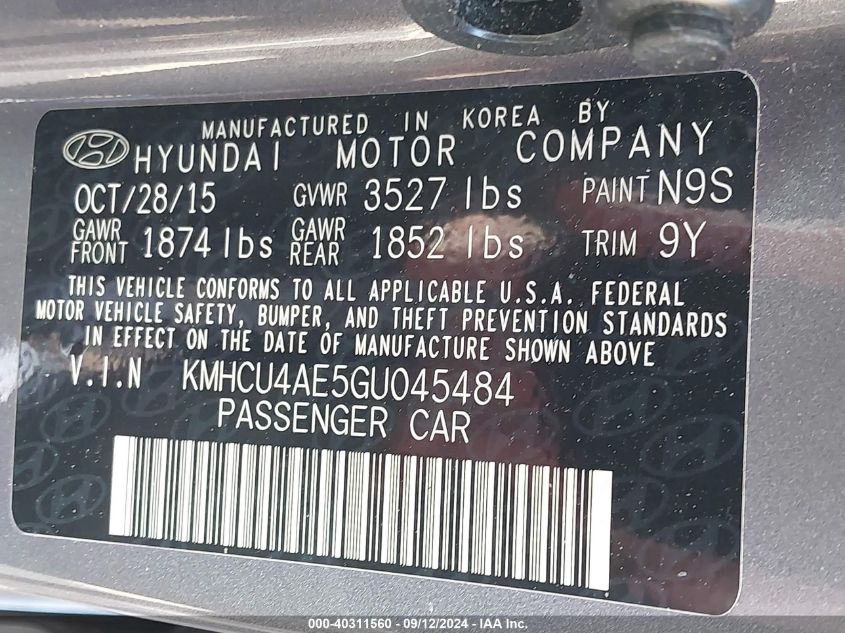 MANUFACTURED IN KOREA BY
HYUNDAI MOTOR COMPANY
OCT/28/15 GVWR 3527 lbs PAINT N9S
GAWR FRONT 1874 lbs GAWR REAR 1852 lbs TRIM 9Y
THIS VEHICLE CONFORMS TO ALL APPLICABLE U.S.A. FEDERAL
MOTOR VEHICLE SAFETY, BUMPER, AND THEFT PREVENTION STANDARDS
IN EFFECT ON THE DATE OF MANUFACTURE SHOWN ABOVE
V.I.N KMHCU4AE5GU045484
PASSENGER CAR
000-40311560 - 09/12/2024 - IAA Inc.